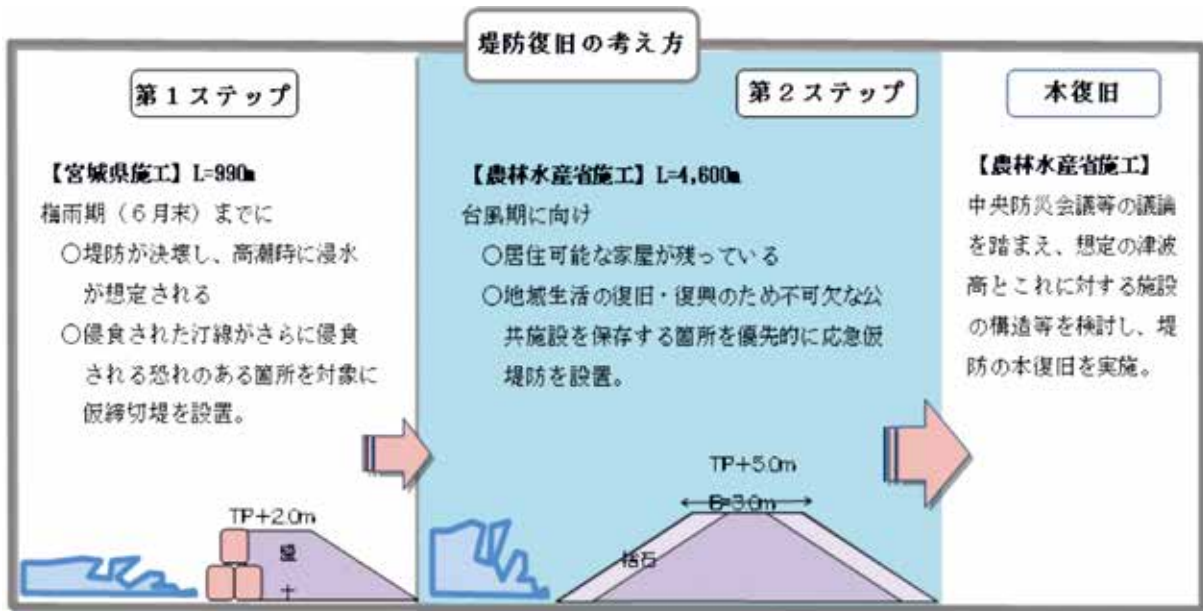 堤防復旧の考え方
第1ステップ
【宮城県施工】L=990m
梅雨期（6月末）までに
○堤防が決壊し、高潮時に浸水
が想定される
○侵食された汀線がさらに侵食
される恐れのある箇所を対象に
仮締切堤を設置。
TP+2.0m
盛
土
第2ステップ
【農林水産省施工】L=4,600m
台風期に向け
○居住可能な家屋が残っている
○地域生活の復旧・復興のため不可欠な公
共施設を保存する箇所を優先的に応急仮
堤防を設置。
TP+5.0m
B=3.0m
捨石
本復旧
【農林水産省施工】
中央防災会議等の議論
を踏まえ、想定の津波
高とこれに対する施設
の構造等を検討し、堤
防の本復旧を実施。